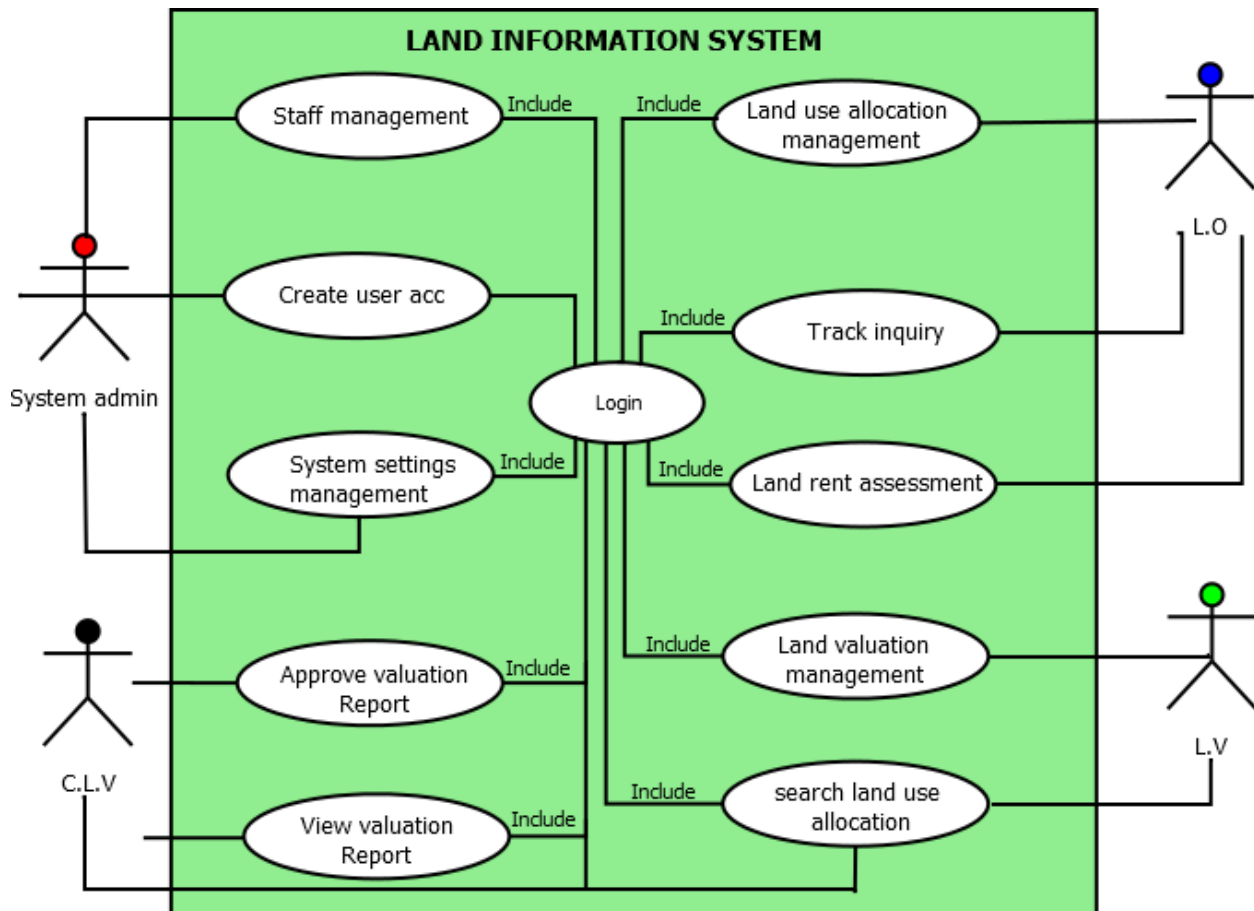 LAND INFORMATION SYSTEM
Staff management
Include
Include
Land use allocation
management
L.O
Create user acc
Include
Track inquiry
System admin
Login
System settings
management
Include
Include
Land rent assessment
Approve valuation
Report
Include
Include
Land valuation
management
L.V
C.L.V
View valuation
Report
Include
Include
search land use
allocation